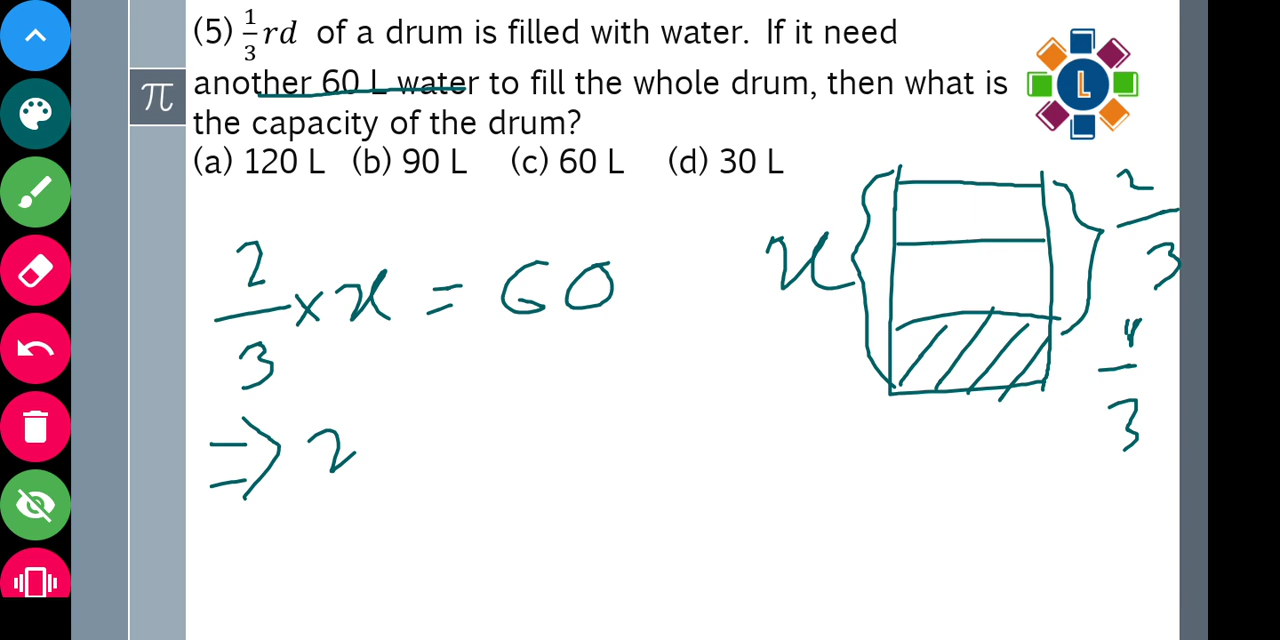 (5) 1/3 rd of a drum is filled with water. If it need
another 60 L water to fill the whole drum, then what is
the capacity of the drum?
(a) 120 L (b) 90 L (c) 60 L (d) 30 L
π
L
2/3 × x = 60
⇒ 2
x
2/3
1/3